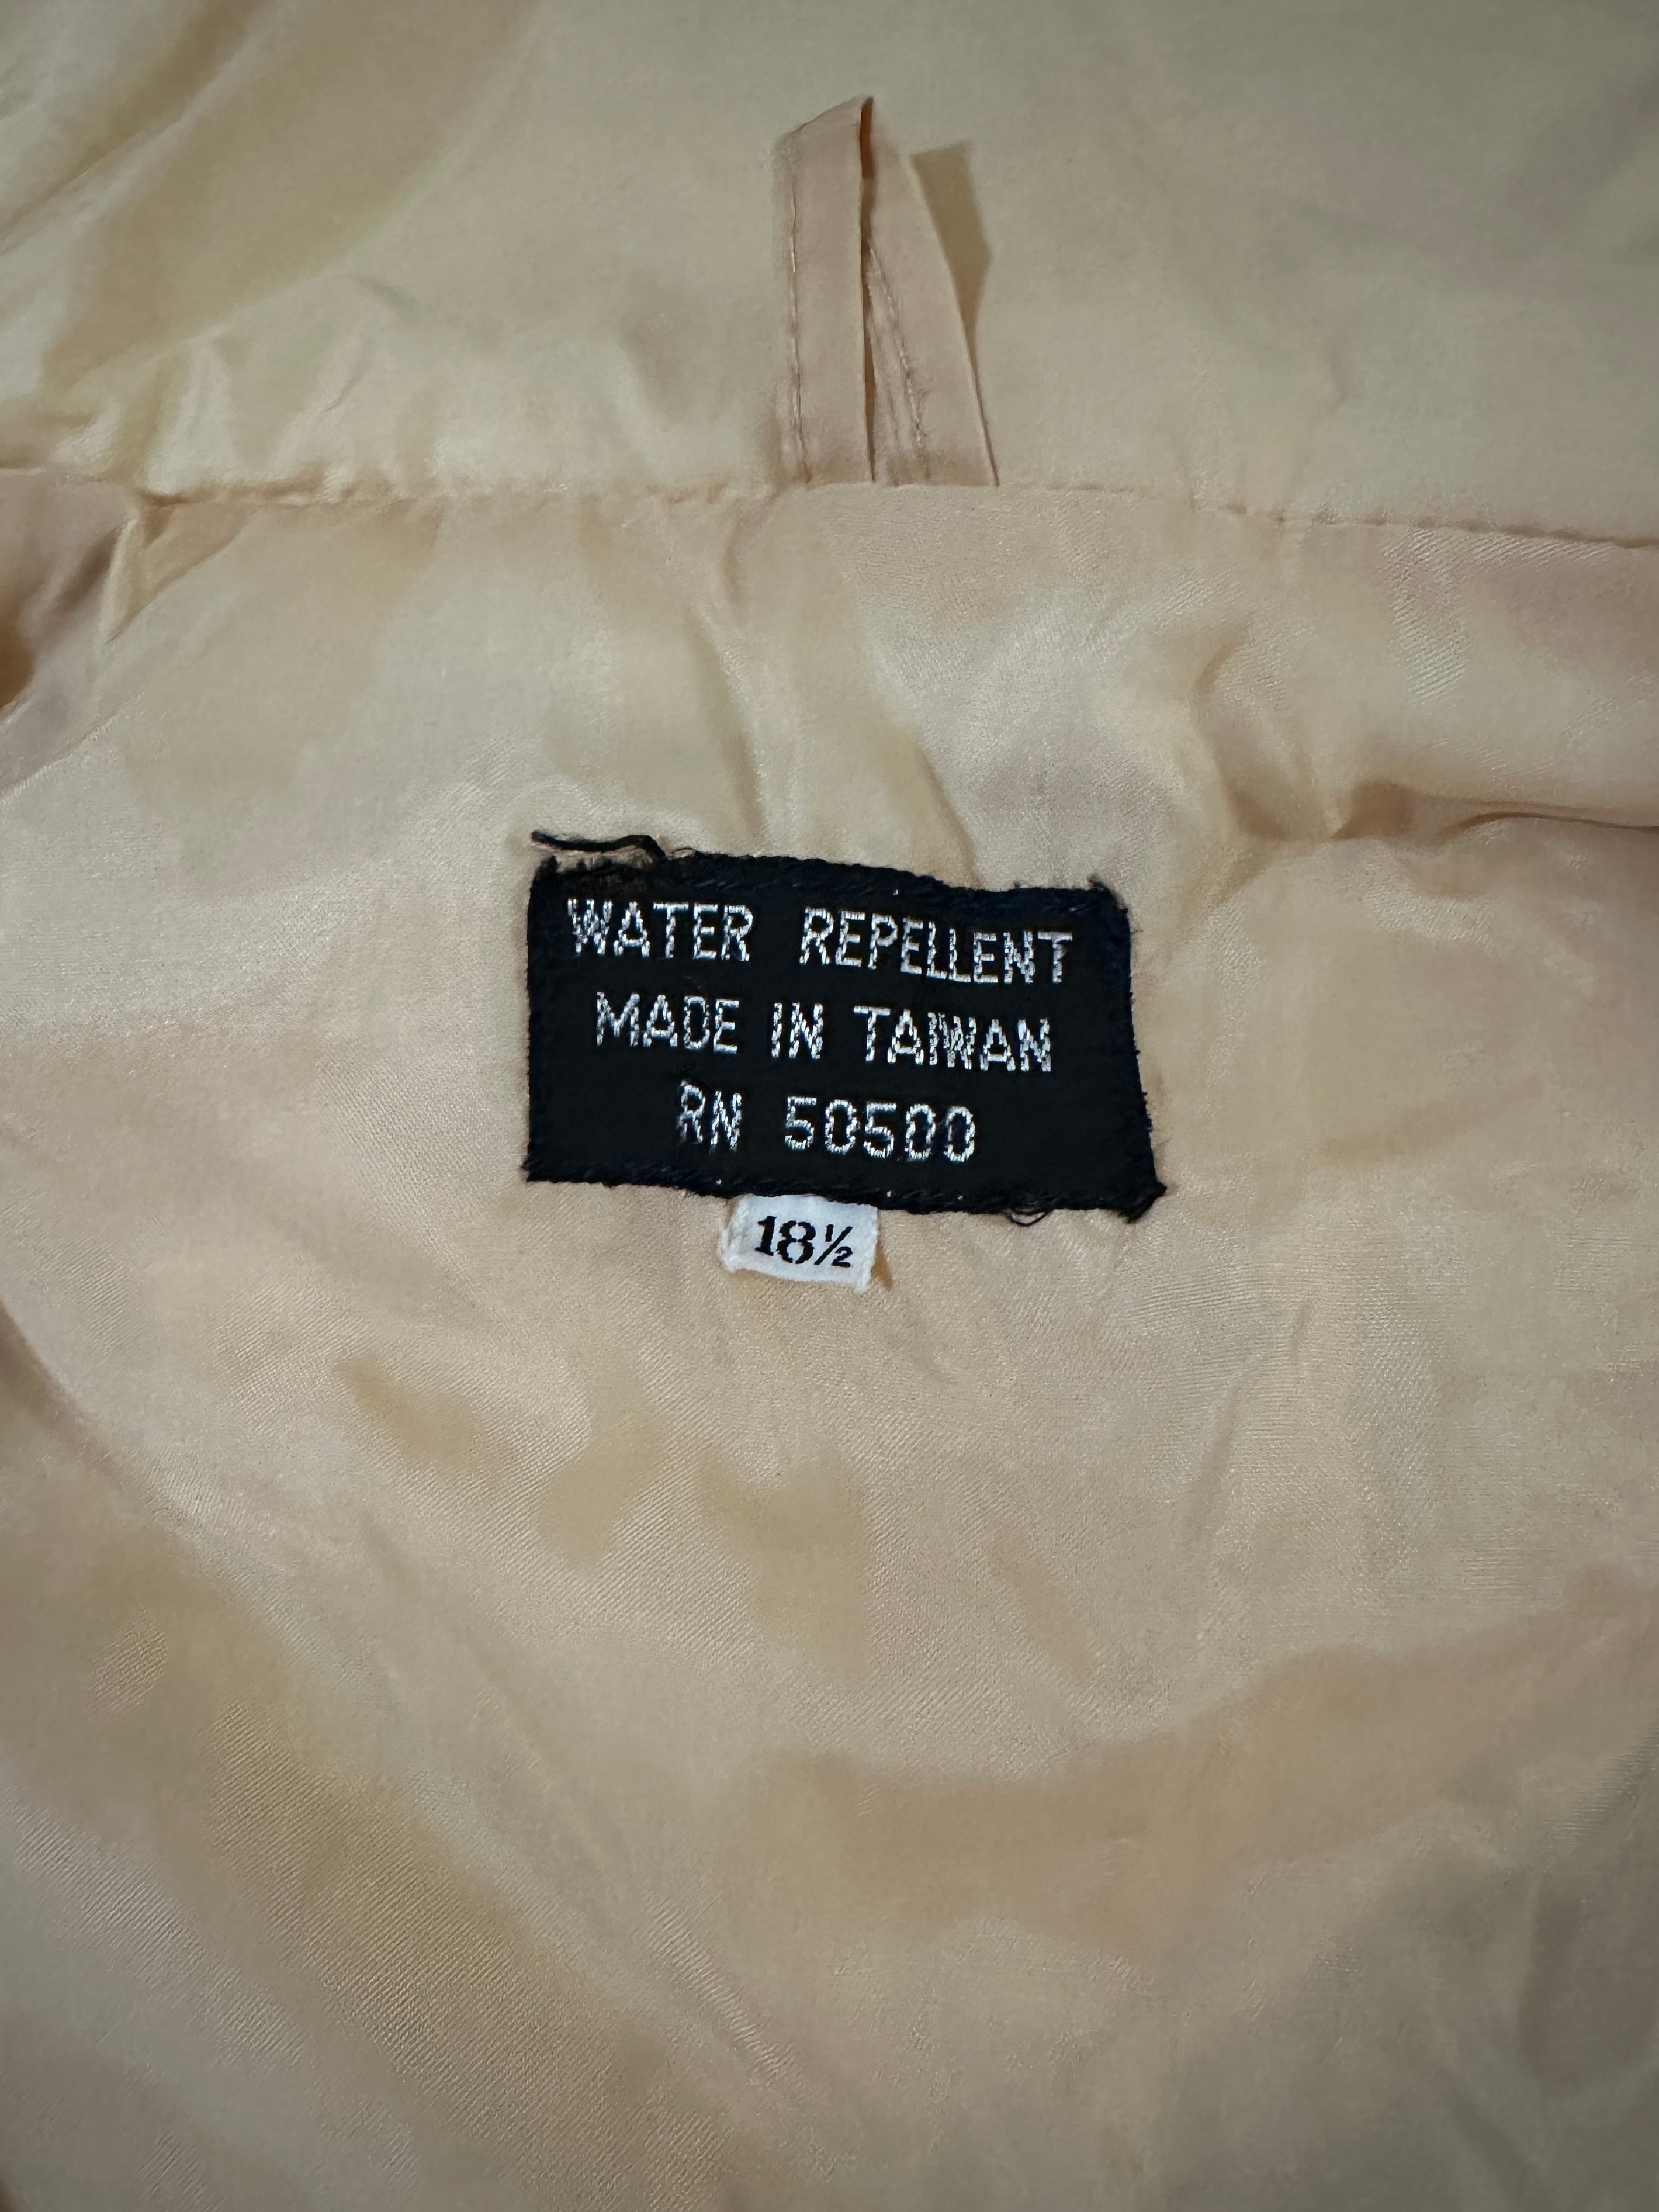 WATER REPELLENT
MADE IN TAIWAN
RN 50500
18½